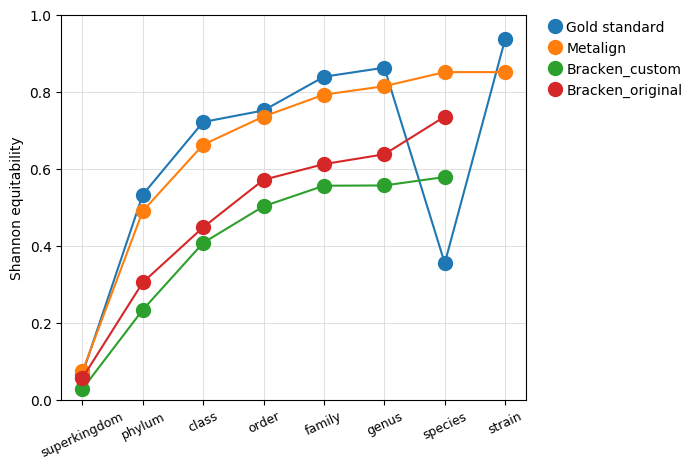 1.0
0.8
0.6
0.4
0.2
0.0
Shannon equitability
superkingdom
phylum
class
order
family
genus
species
strain
Gold standard
Metalign
Bracken_custom
Bracken_original